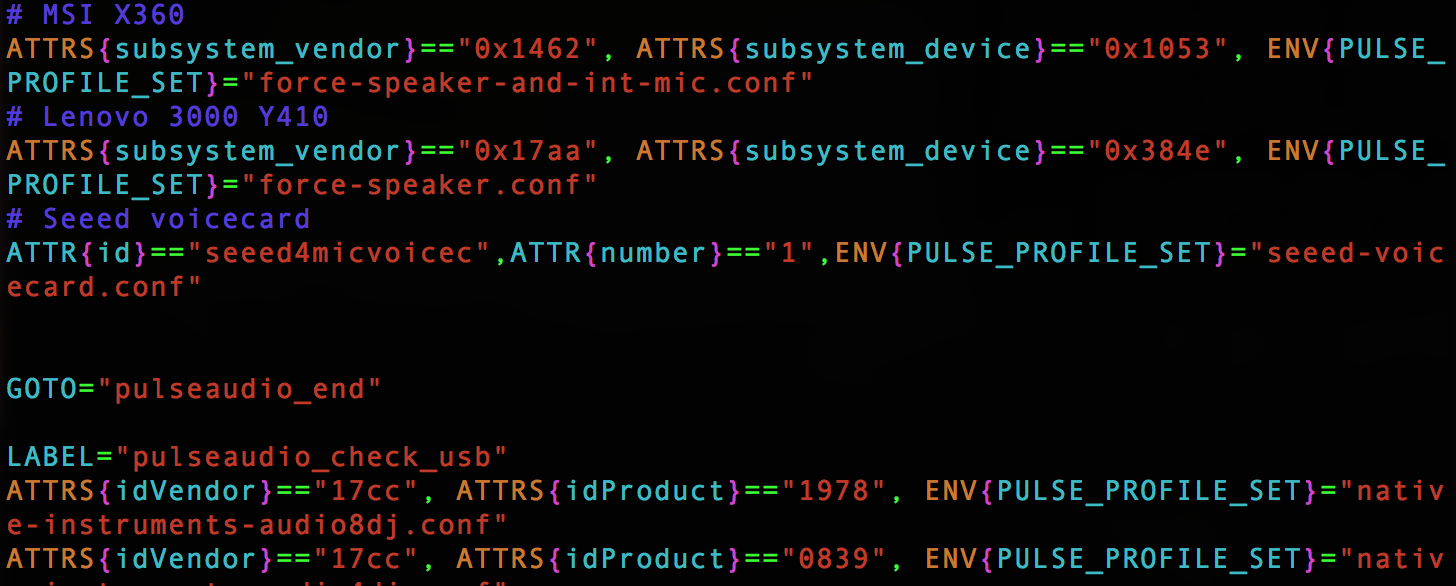 # MSI X360
ATTRS{subsystem_vendor}=="0x1462", ATTRS{subsystem_device}=="0x1053", ENV{PULSE_
PROFILE_SET}="force-speaker-and-int-mic.conf"
# Lenovo 3000 Y410
ATTRS{subsystem_vendor}=="0x17aa", ATTRS{subsystem_device}=="0x384e", ENV{PULSE_
PROFILE_SET}="force-speaker.conf"
# Seeed voicecard
ATTR{id}=="seeed4micvoicec",ATTR{number}=="1",ENV{PULSE_PROFILE_SET}="seeed-voic
ecard.conf"
GOTO="pulseaudio_end"
LABEL="pulseaudio_check_usb"
ATTRS{idVendor}=="17cc", ATTRS{idProduct}=="1978", ENV{PULSE_PROFILE_SET}="nativ
e-instruments-audio8dj.conf"
ATTRS{idVendor}=="17cc", ATTRS{idProduct}=="0839", ENV{PULSE_PROFILE_SET}="nativ